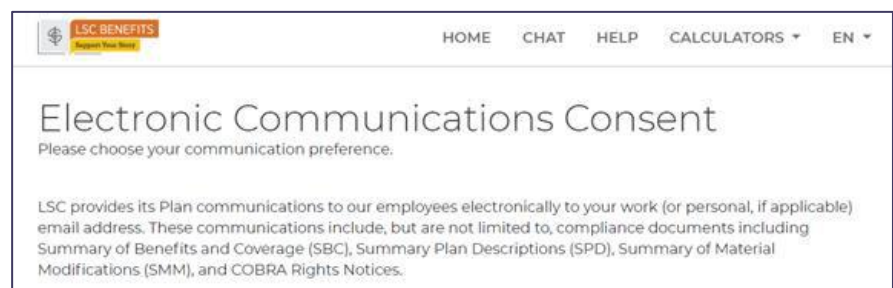 LSC BENEFITS
Support Your Story
HOME CHAT HELP CALCULATORS EN
Electronic Communications Consent
Please choose your communication preference.
LSC provides its Plan communications to our employees electronically to your work (or personal, if applicable)
email address. These communications include, but are not limited to, compliance documents including
Summary of Benefits and Coverage (SBC), Summary Plan Descriptions (SPD), Summary of Material
Modifications (SMM), and COBRA Rights Notices.